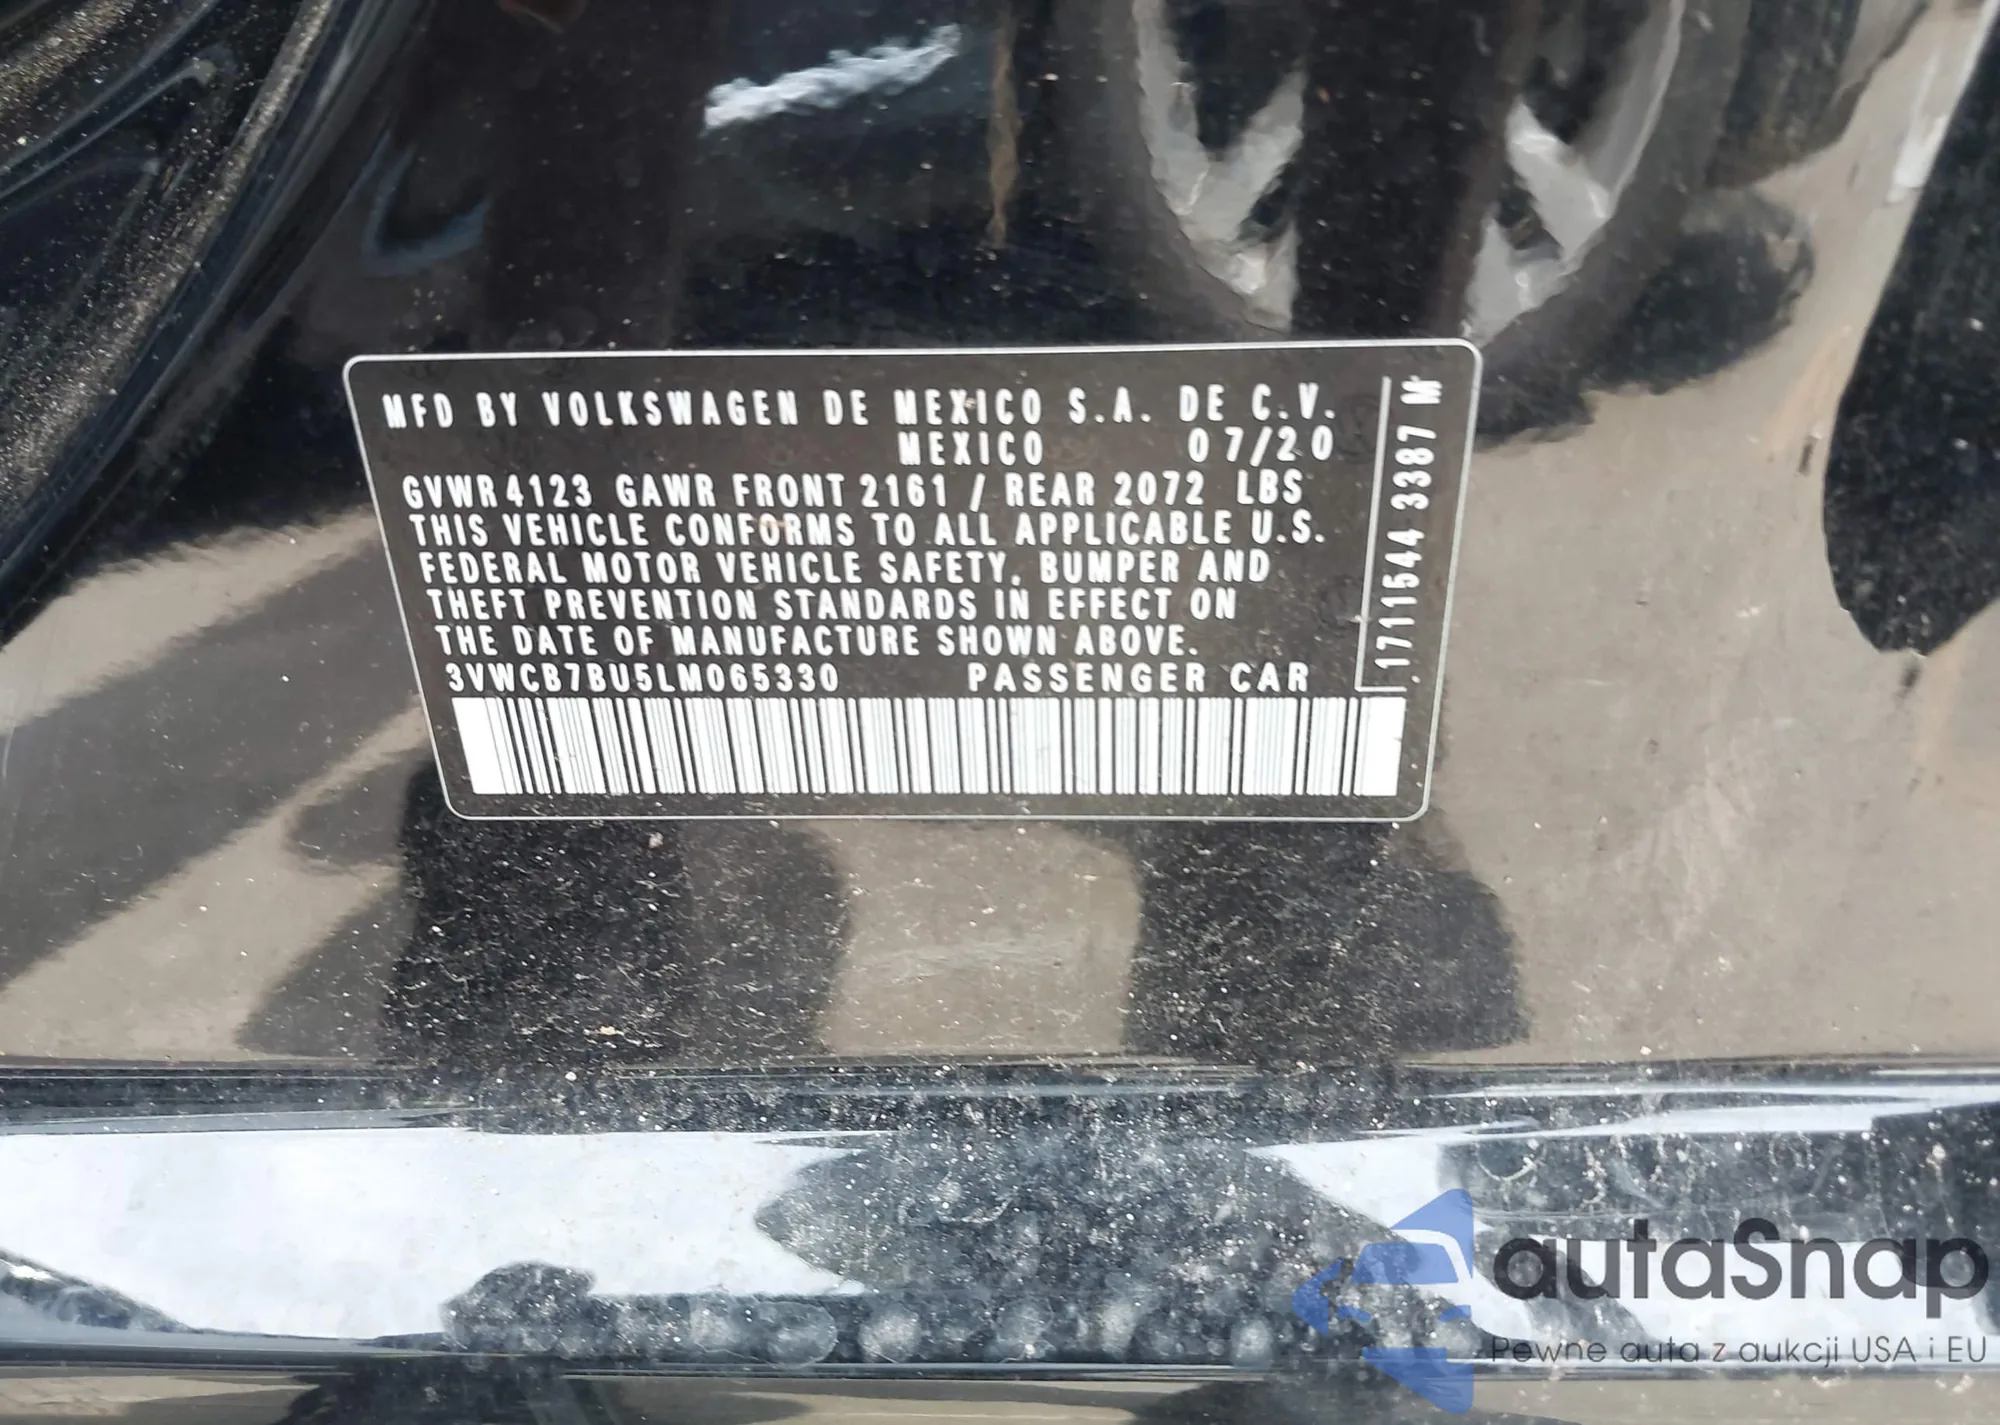 MFD BY VOLKSWAGEN DE MEXICO S.A. DE C.V.
MEXICO 07/20
GVWR 4123 GAWR FRONT 2161 / REAR 2072 LBS
THIS VEHICLE CONFORMS TO ALL APPLICABLE U.S.
FEDERAL MOTOR VEHICLE SAFETY, BUMPER AND
THEFT PREVENTION STANDARDS IN EFFECT ON
THE DATE OF MANUFACTURE SHOWN ABOVE.
3VWCB7BU5LM065330 PASSENGER CAR
.1711544 3387 M
autaSnap
Pewne auta z aukcji USA i EU